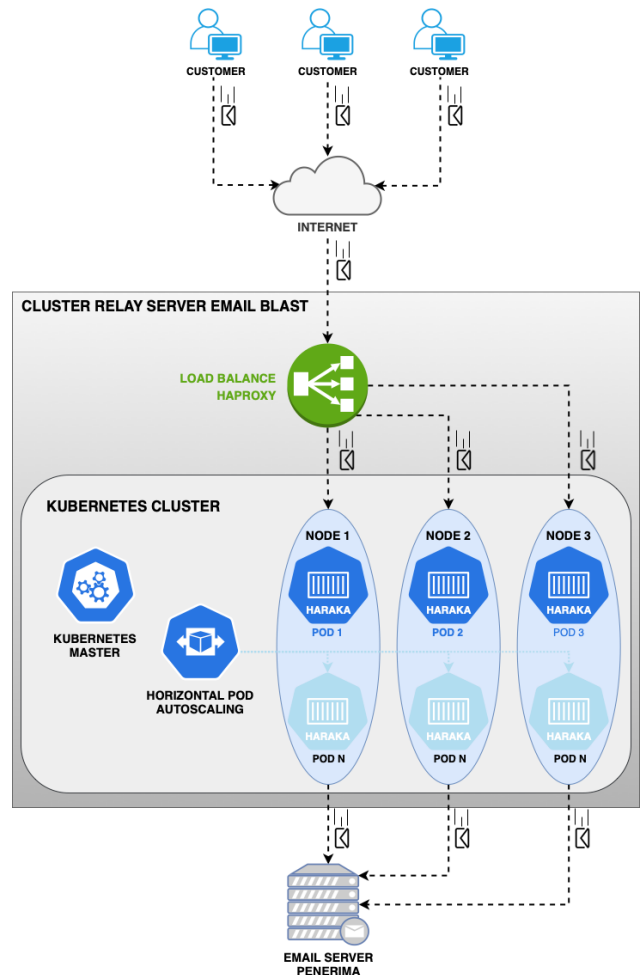 CUSTOMER
CUSTOMER
CUSTOMER
INTERNET
CLUSTER RELAY SERVER EMAIL BLAST
LOAD BALANCE
HAPROXY
KUBERNETES CLUSTER
NODE 1
NODE 2
NODE 3
HARAKA
HARAKA
HARAKA
POD 1
POD 2
POD 3
KUBERNETES
MASTER
HORIZONTAL POD
AUTOSCALING
HARAKA
HARAKA
HARAKA
POD N
POD N
POD N
EMAIL SERVER
PENERIMA